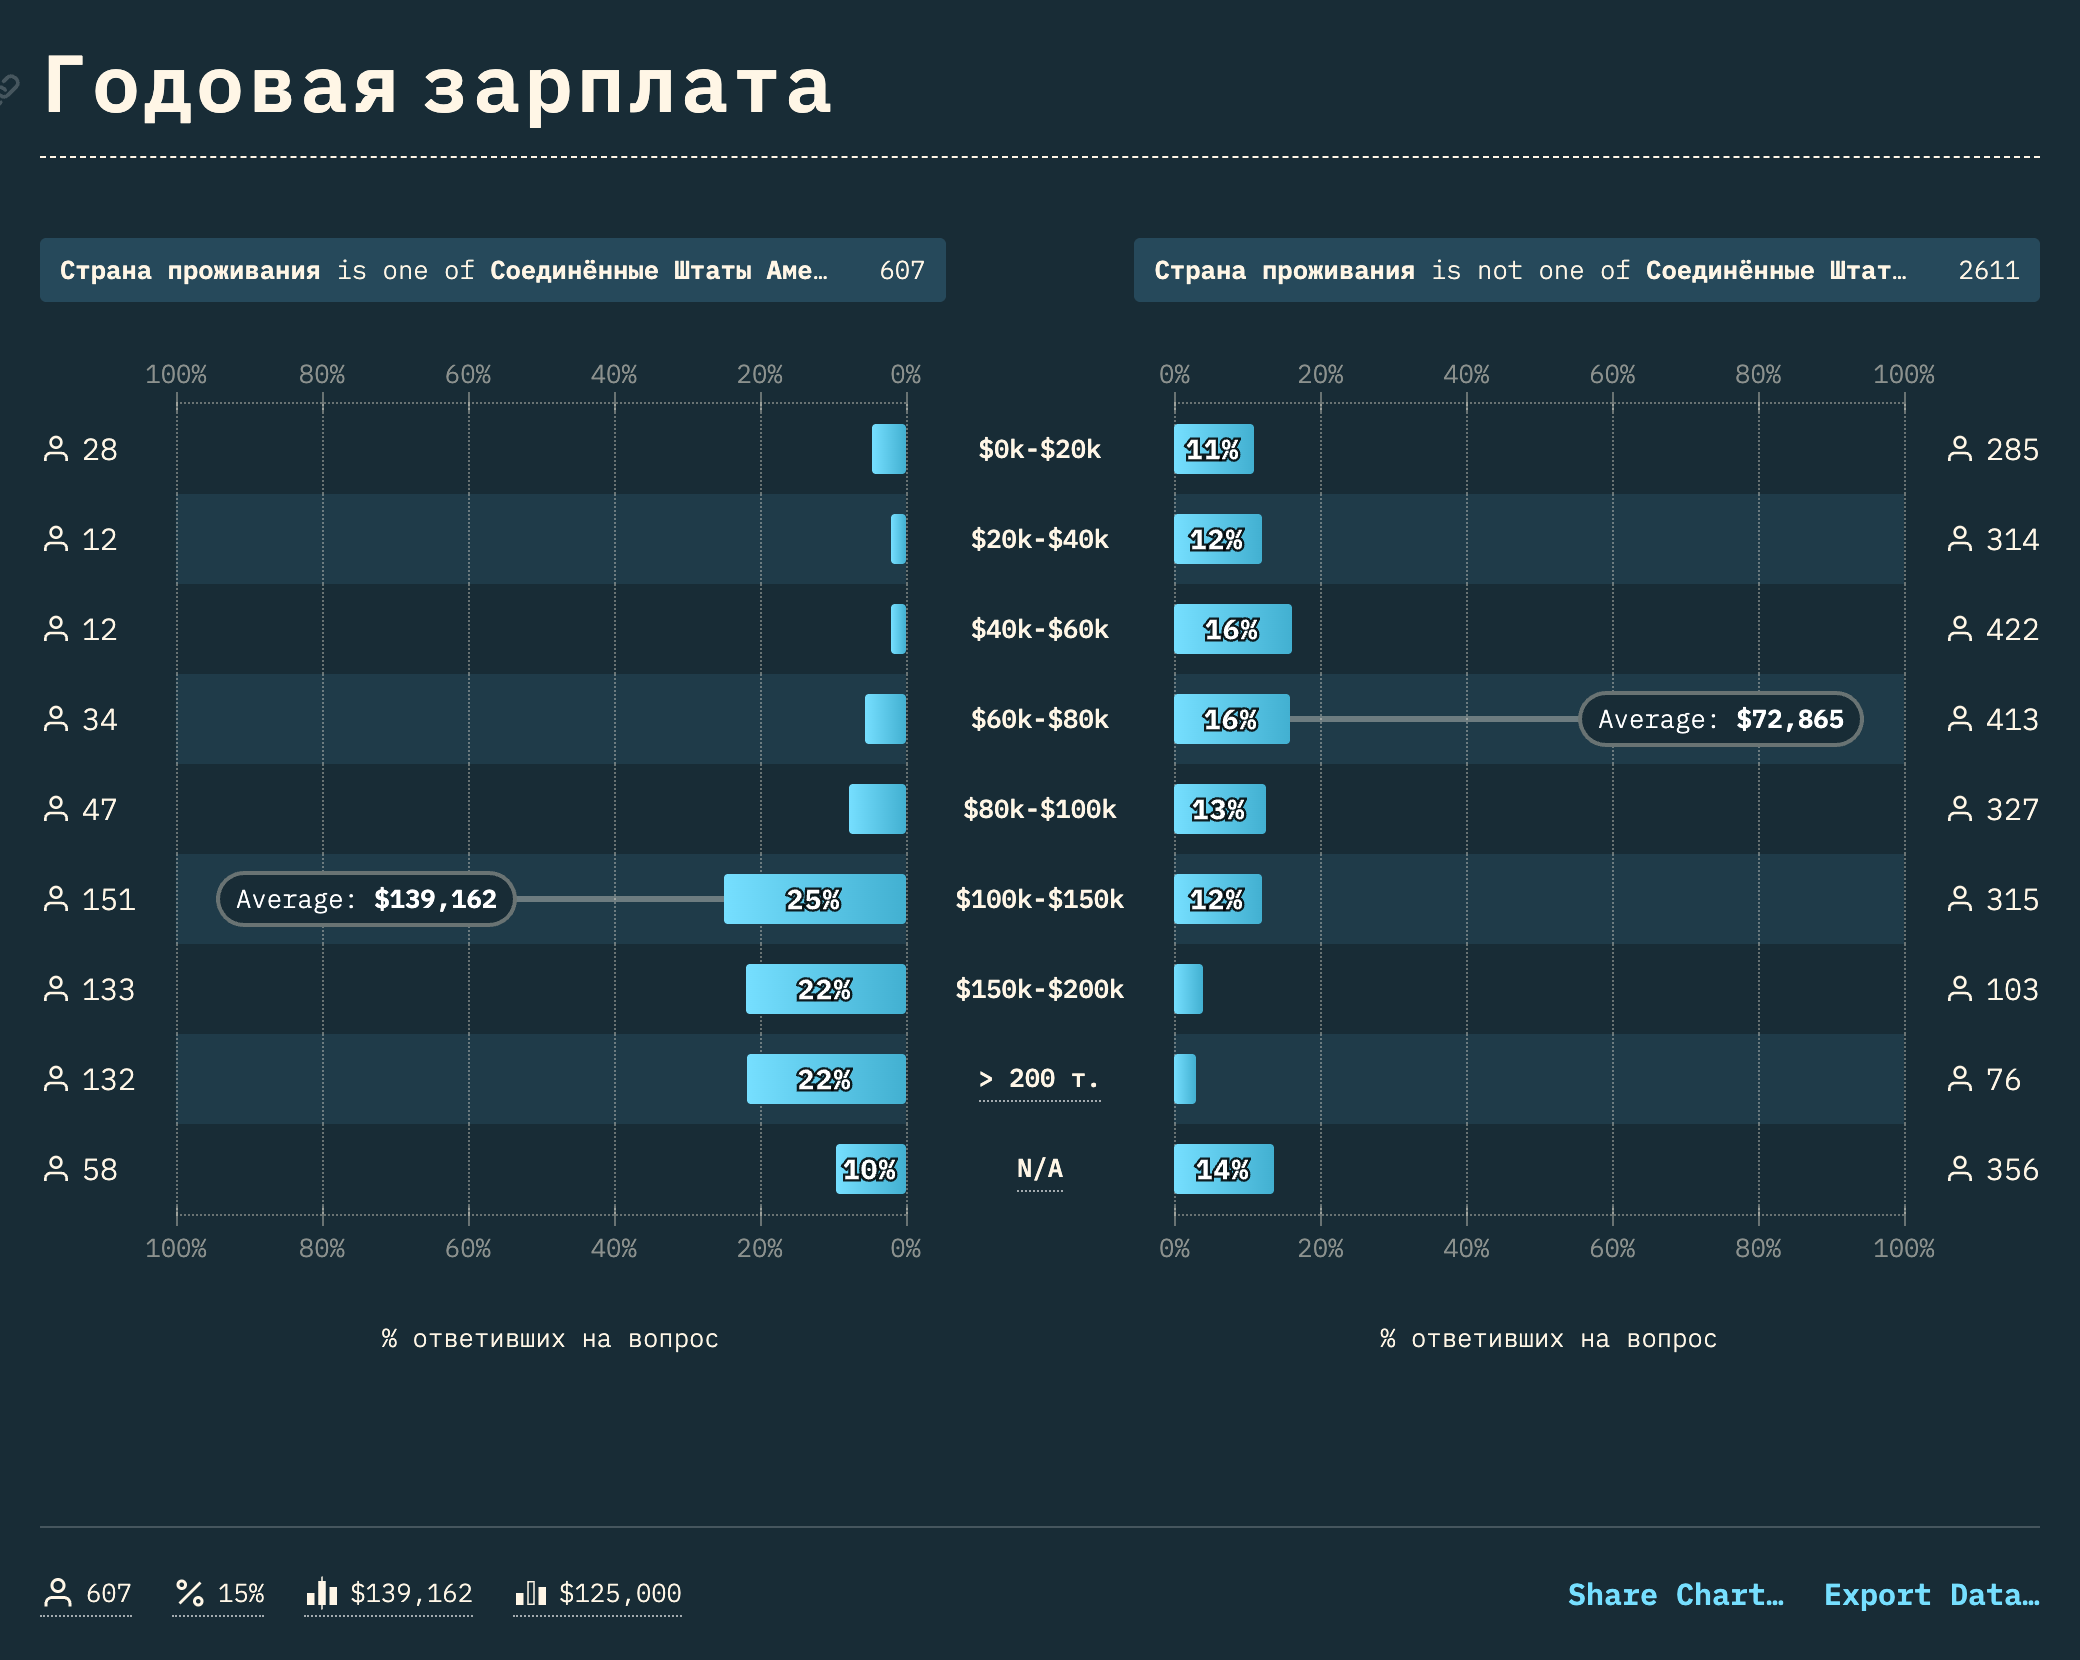 Годовая зарплата
Страна проживания is one of Соединённые Штаты Аме… 607
Страна проживания is not one of Соединённые Штат… 2611
100% 80% 60% 40% 20% 0% 0% 20% 40% 60% 80% 100%
28 $0k-$20k 11% 285
12 $20k-$40k 12% 314
12 $40k-$60k 16% 422
34 $60k-$80k 16% Average: $72,865 413
47 $80k-$100k 13% 327
151 Average: $139,162 25% $100k-$150k 12% 315
133 22% $150k-$200k 103
132 22% > 200 т. 76
58 10% N/A 14% 356
100% 80% 60% 40% 20% 0% 0% 20% 40% 60% 80% 100%
% ответивших на вопрос % ответивших на вопрос
607 15% $139,162 $125,000 Share Chart… Export Data…